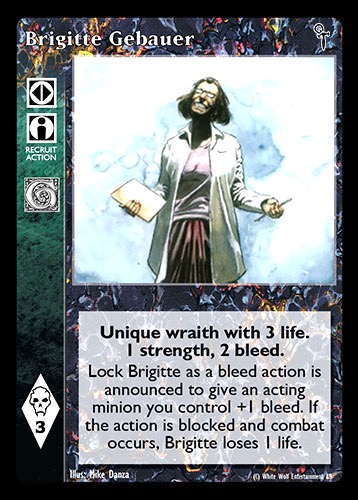 Brigitte Gebauer
RECRUIT
ACTION
Unique wraith with 3 life.
1 strength, 2 bleed.
Lock Brigitte as a bleed action is
announced to give an acting
minion you control +1 bleed. If
the action is blocked and combat
occurs, Brigitte loses 1 life.
3
Illus: Mike Danza
(C) White Wolf Entertainment AB